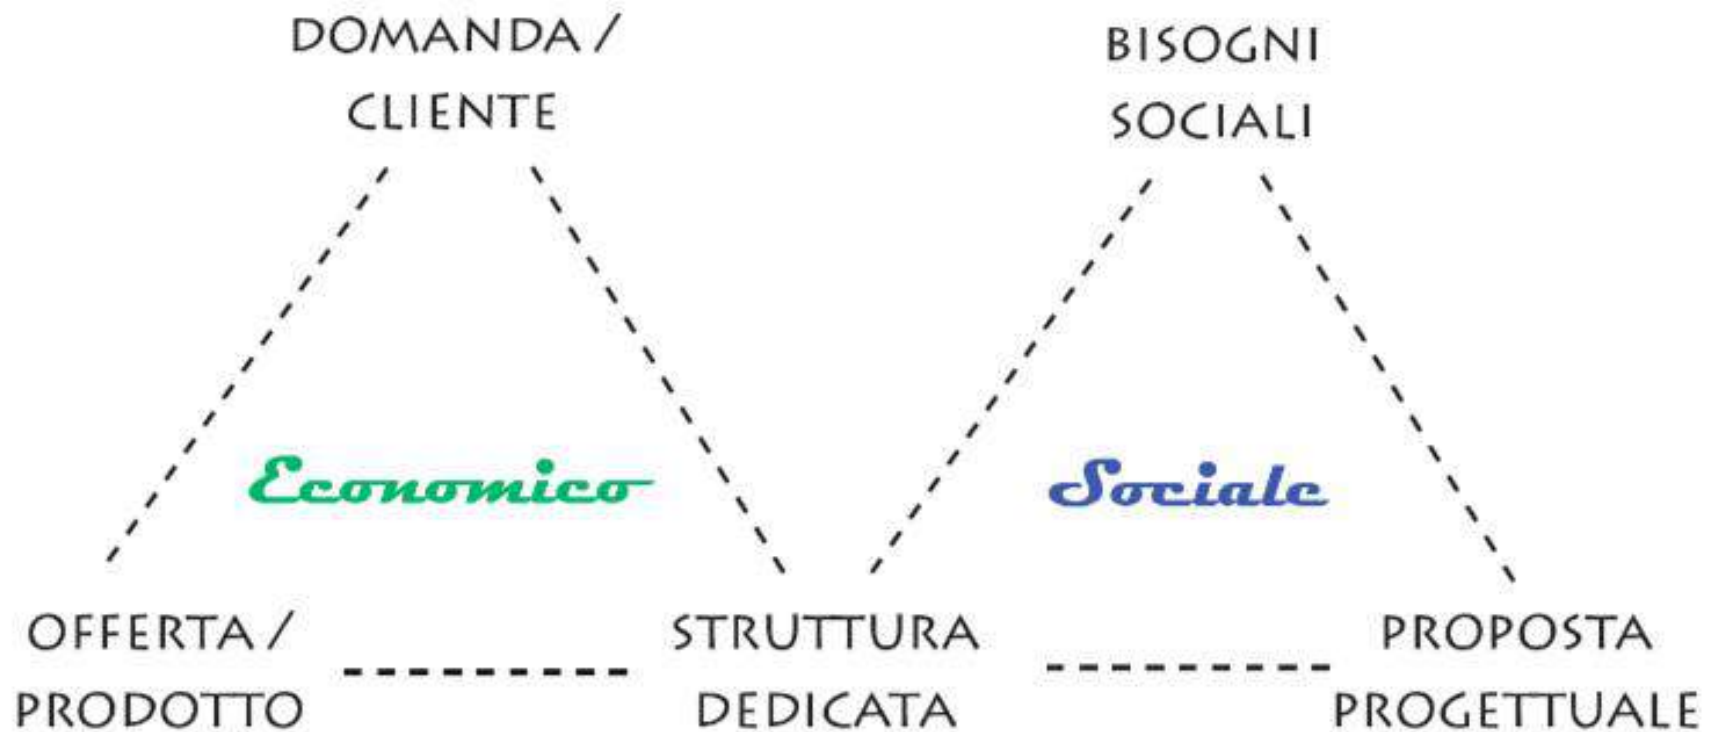 DOMANDA /
CLIENTE
BISOGNI
SOCIALI
Economico
Sociale
OFFERTA /
PRODOTTO
STRUTTURA
DEDICATA
PROPOSTA
PROGETTUALE